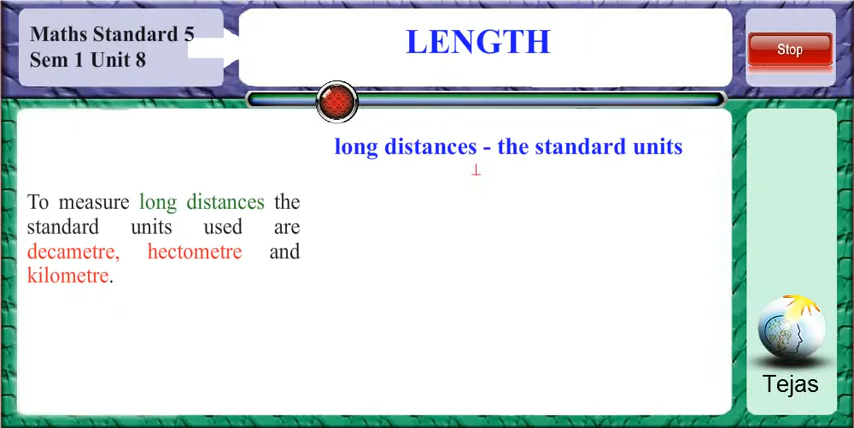 Maths Standard 5
Sem 1 Unit 8
LENGTH
Stop
long distances - the standard units
To measure long distances the
standard units used are
decametre, hectometre and
kilometre.
Tejas